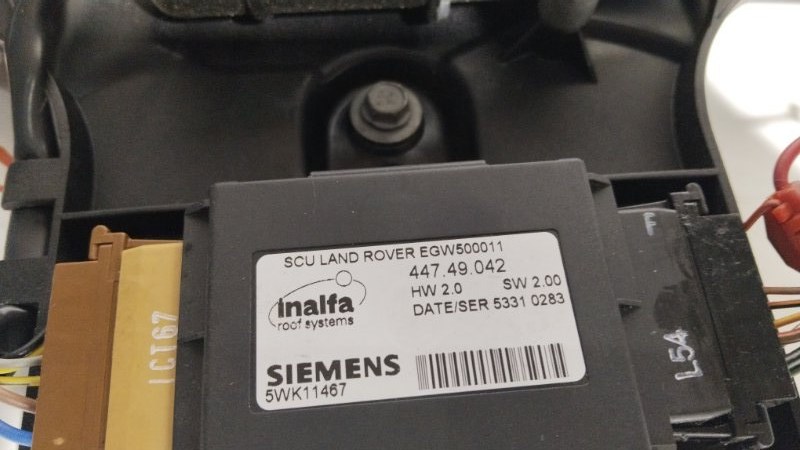 SCU LAND ROVER EGW500011
447.49.042
HW 2.0 SW 2.00
DATE/SER 5331 0283
inalfa
roof systems
SIEMENS
5WK11467
LCT67
F
L54